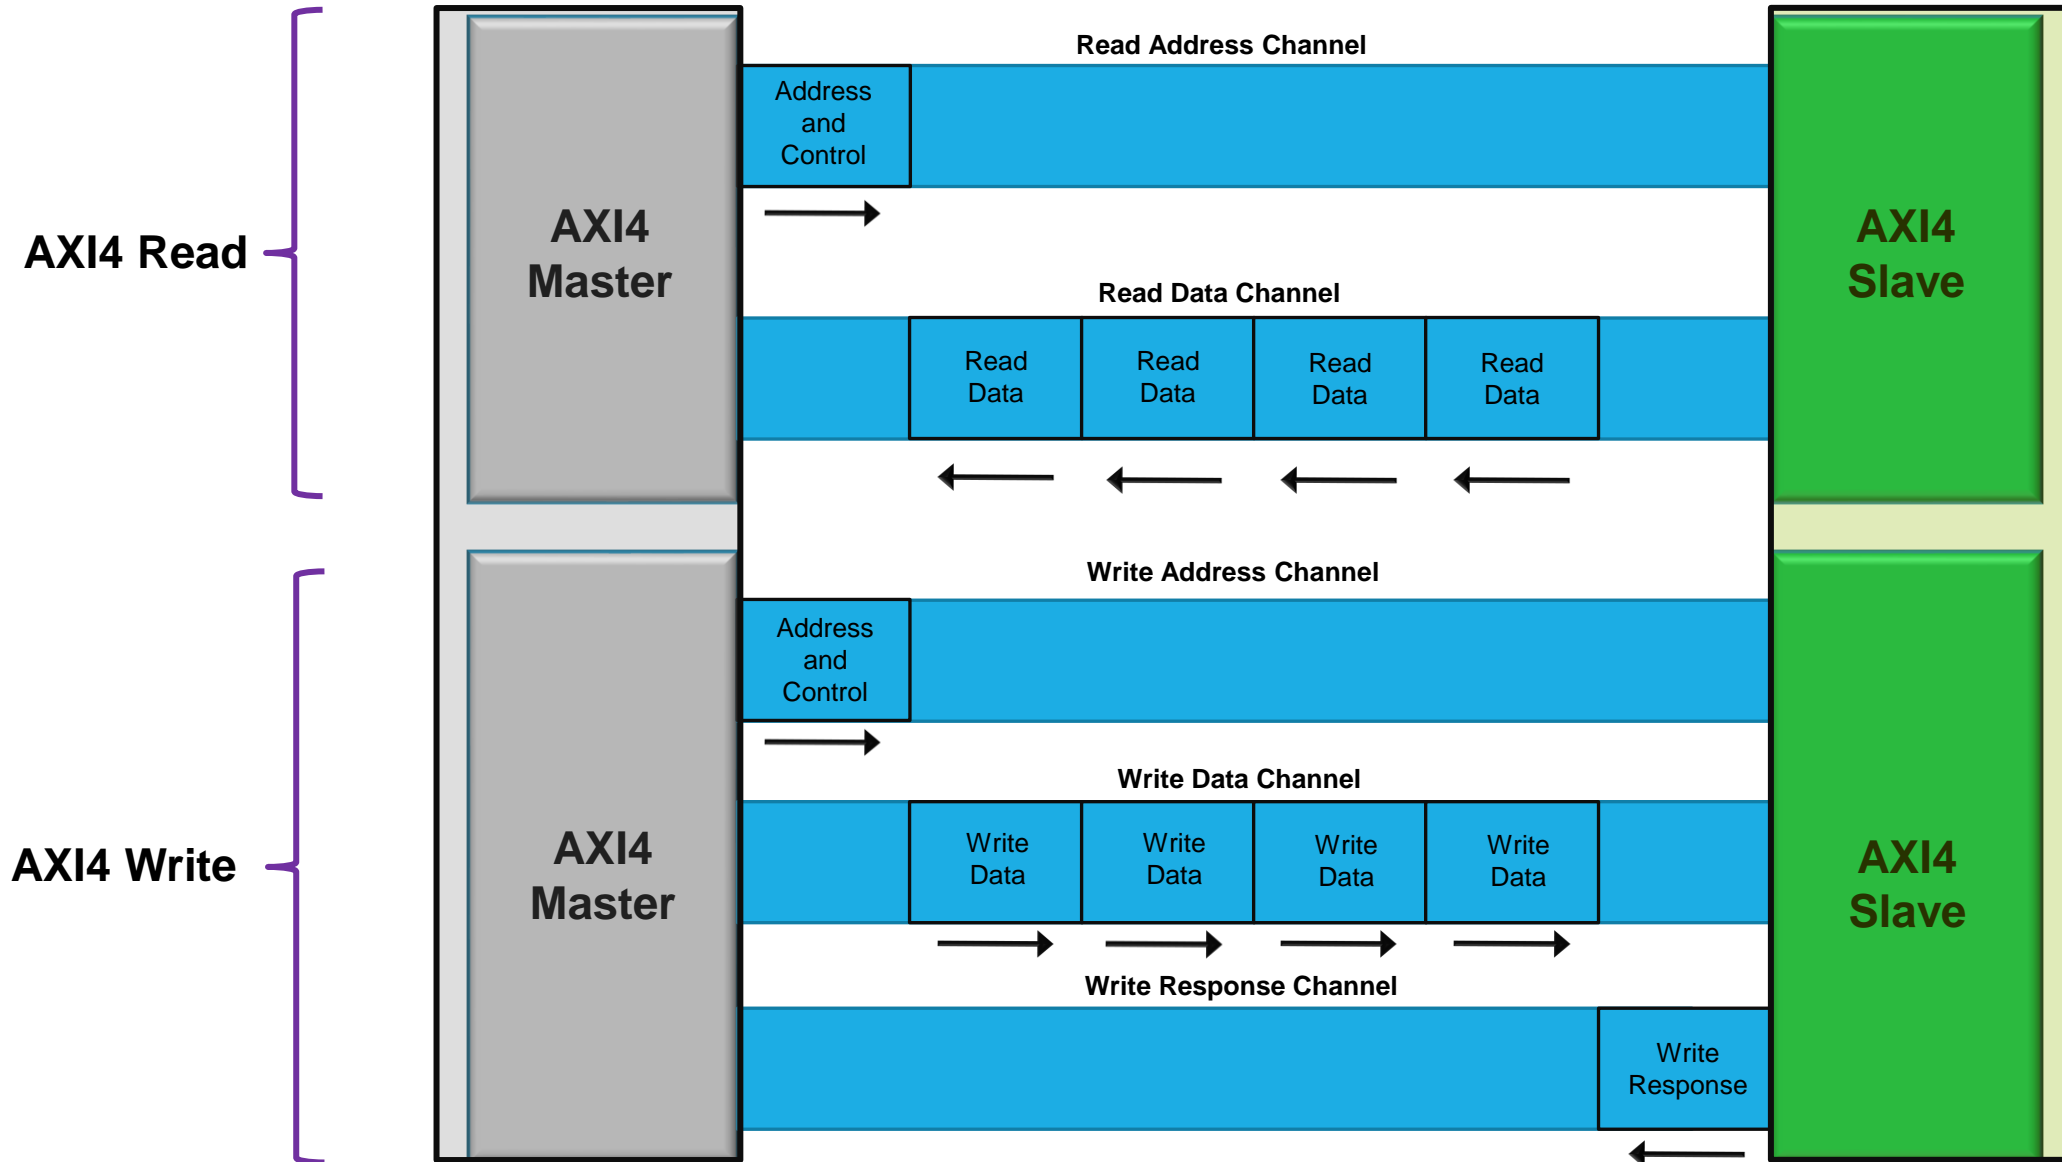 Read Address Channel
Address
and
Control
AXI4 Read
AXI4
Master
AXI4
Slave
Read Data Channel
Read
Data
Read
Data
Read
Data
Read
Data
Write Address Channel
Address
and
Control
Write Data Channel
AXI4 Write
AXI4
Master
Write
Data
Write
Data
Write
Data
Write
Data
AXI4
Slave
Write Response Channel
Write
Response